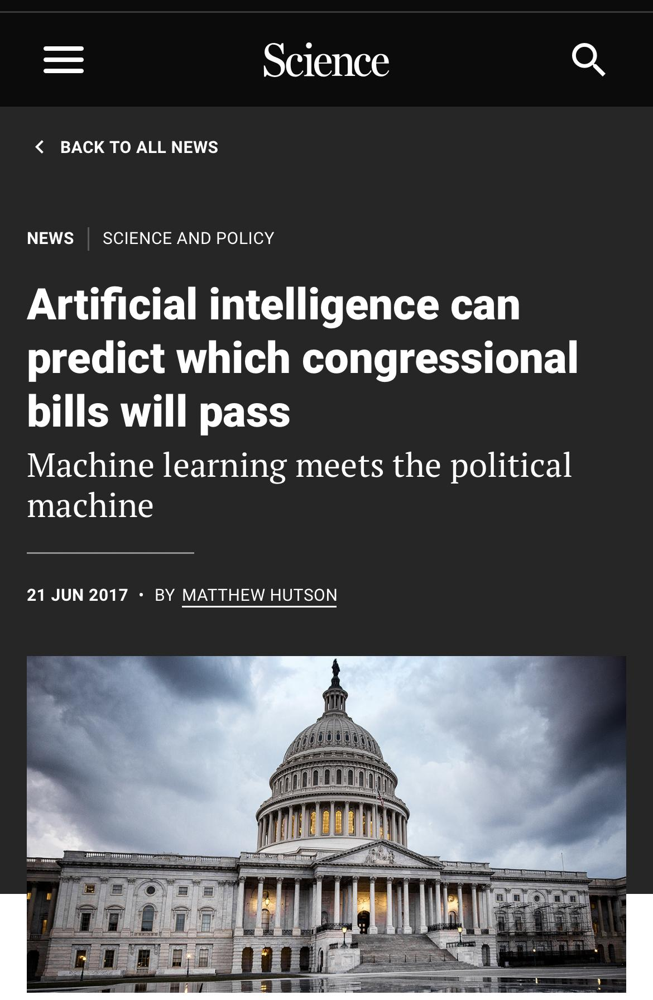 Science
BACK TO ALL NEWS
NEWS | SCIENCE AND POLICY
Artificial intelligence can
predict which congressional
bills will pass
Machine learning meets the political
machine
21 JUN 2017 • BY MATTHEW HUTSON